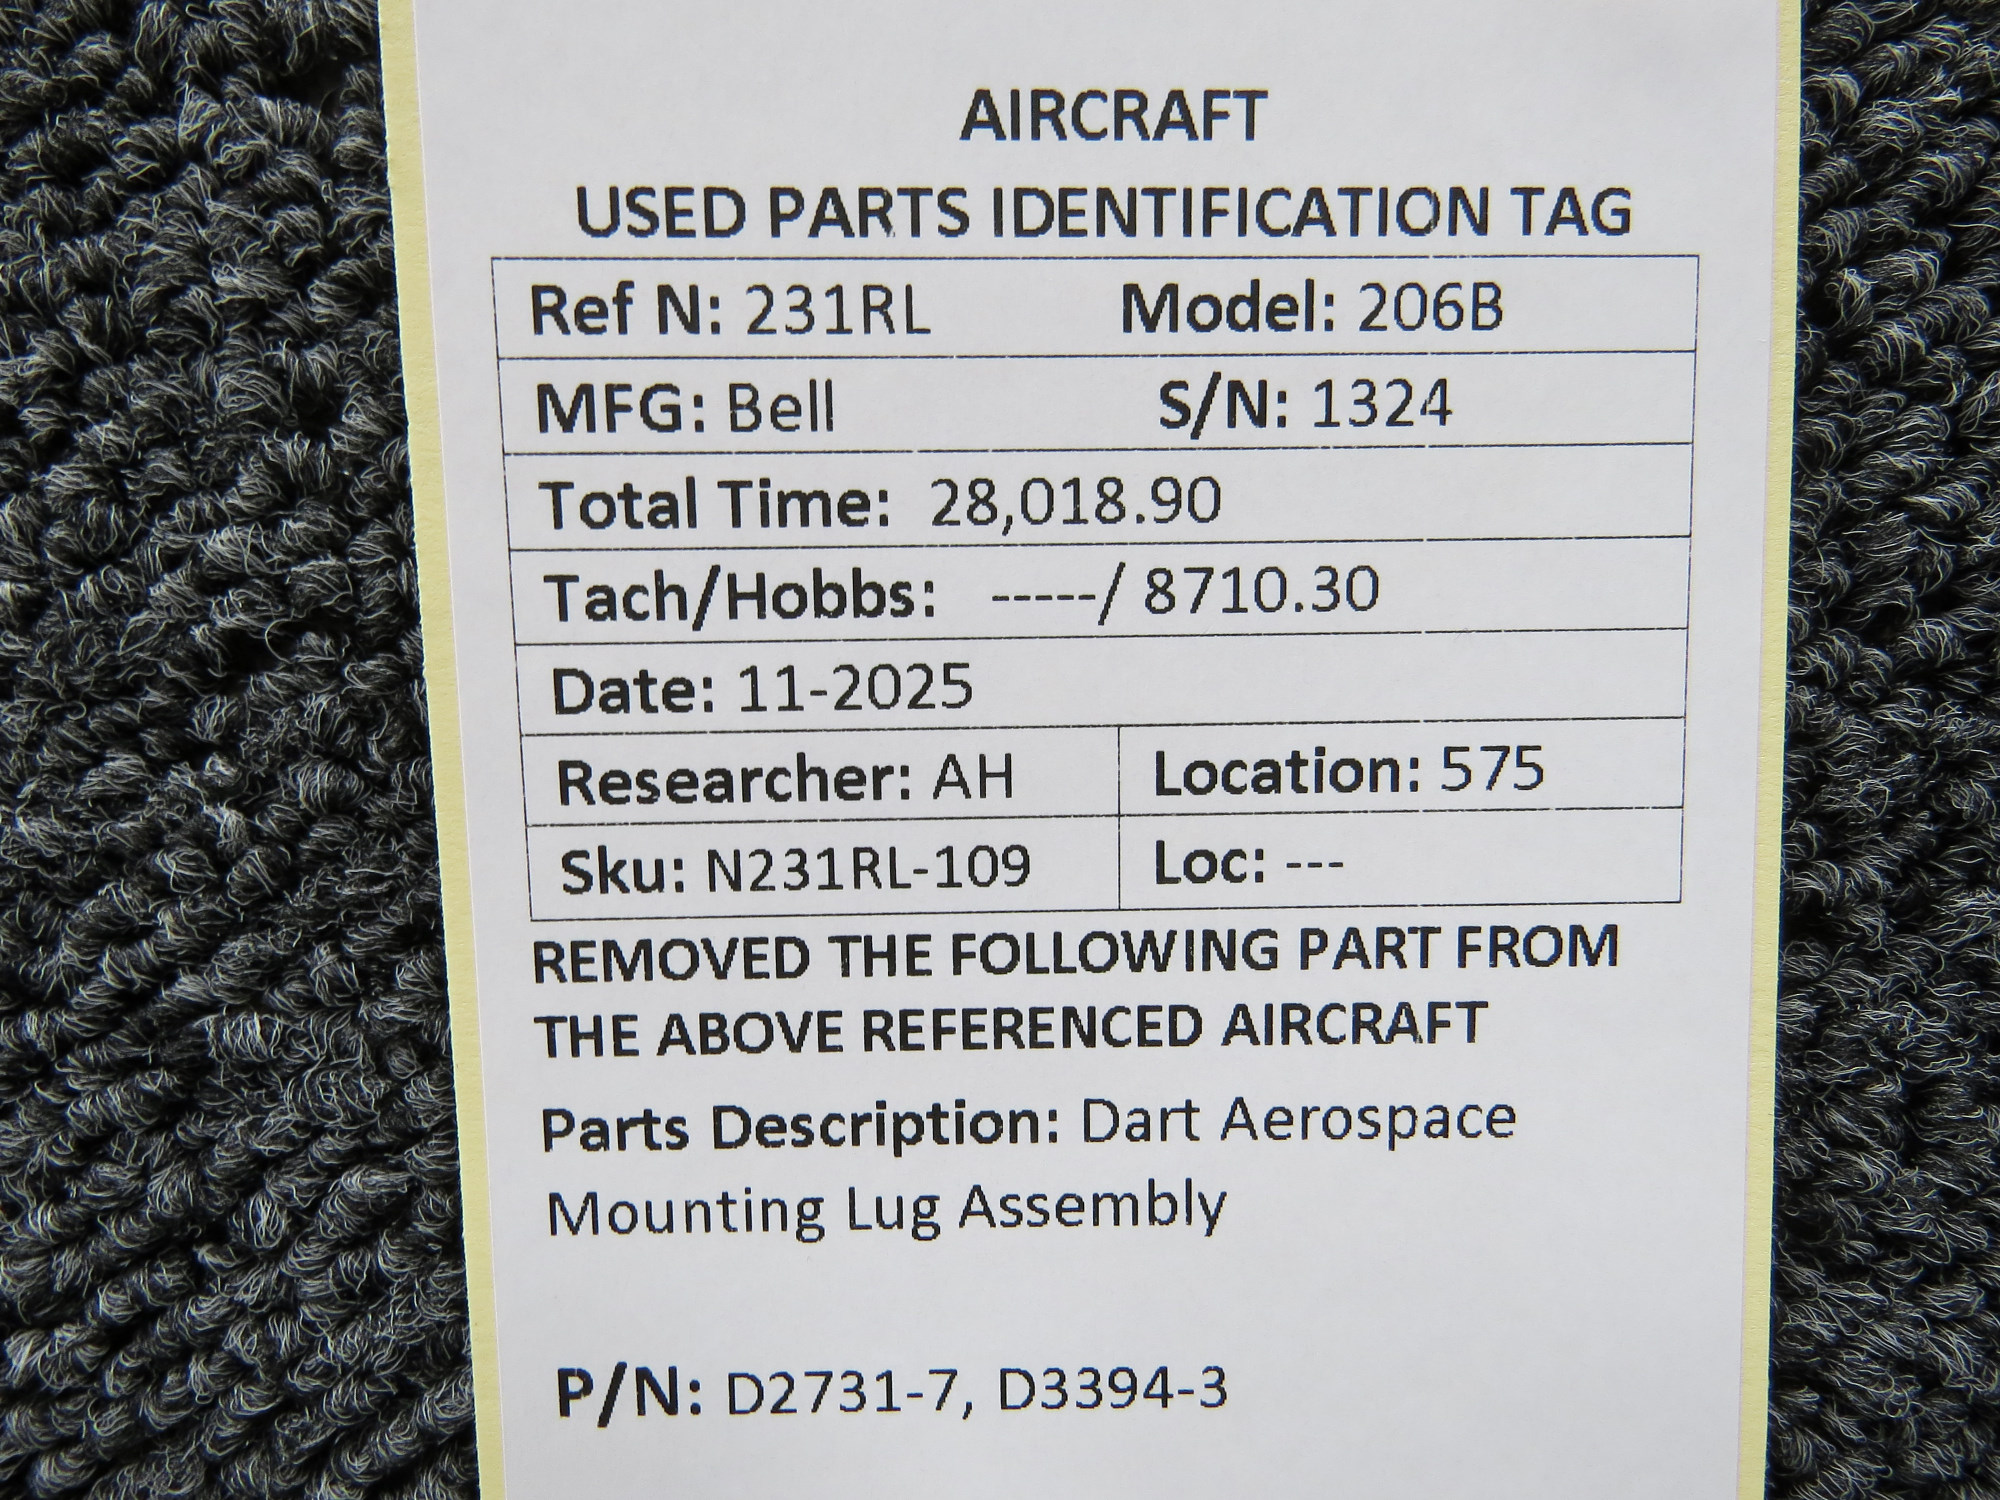 AIRCRAFT
USED PARTS IDENTIFICATION TAG
Ref N: 231RL Model: 206B
MFG: Bell S/N: 1324
Total Time: 28,018.90
Tach/Hobbs: -----/ 8710.30
Date: 11-2025
Researcher: AH Location: 575
Sku: N231RL-109 Loc: ---
REMOVED THE FOLLOWING PART FROM
THE ABOVE REFERENCED AIRCRAFT
Parts Description: Dart Aerospace
Mounting Lug Assembly
P/N: D2731-7, D3394-3